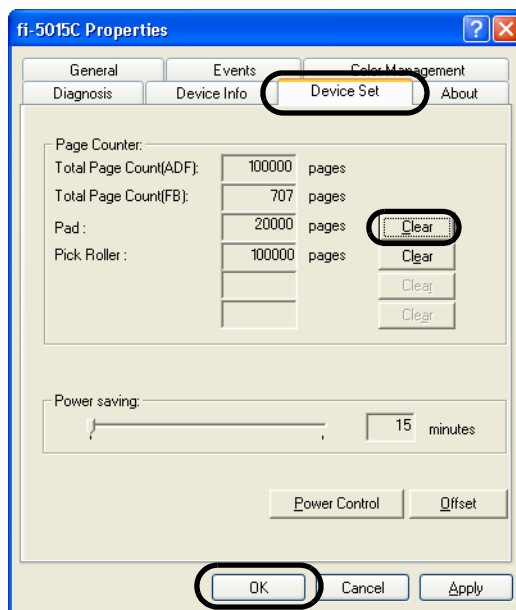 fi-5015C Properties
General Events Color Management
Diagnosis Device Info Device Set About
Page Counter:
Total Page Count(ADF): 100000 pages
Total Page Count(FB): 707 pages
Pad : 20000 pages Clear
Pick Roller : 100000 pages Clear
Clear
Clear
Power saving:
15 minutes
Power Control Offset
OK Cancel Apply